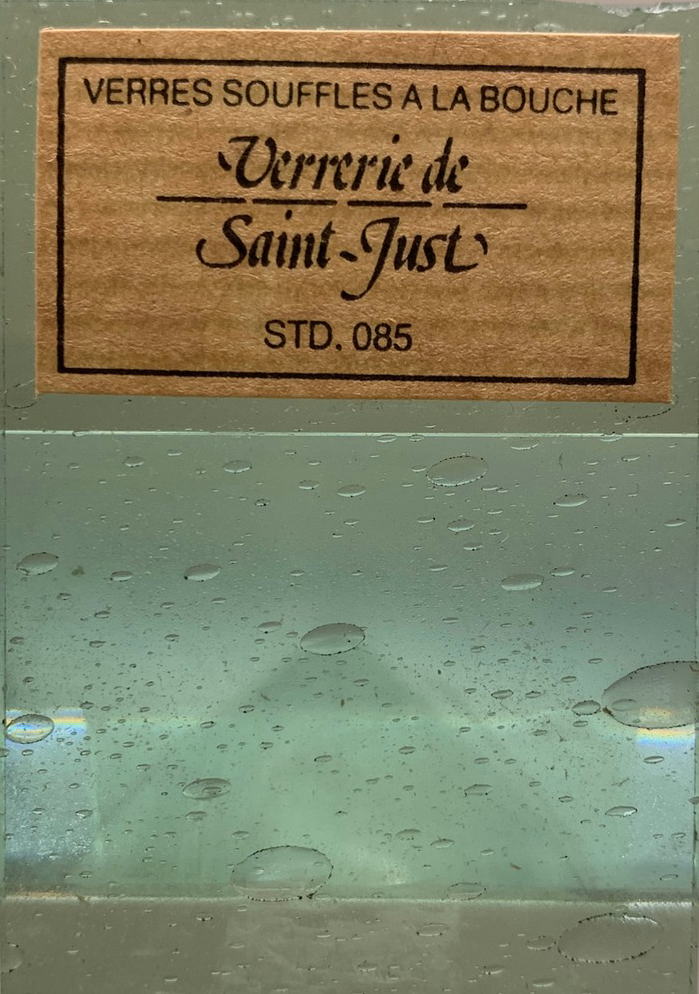 VERRES SOUFFLES A LA BOUCHE
Verrerie de
Saint-Just
STD. 085